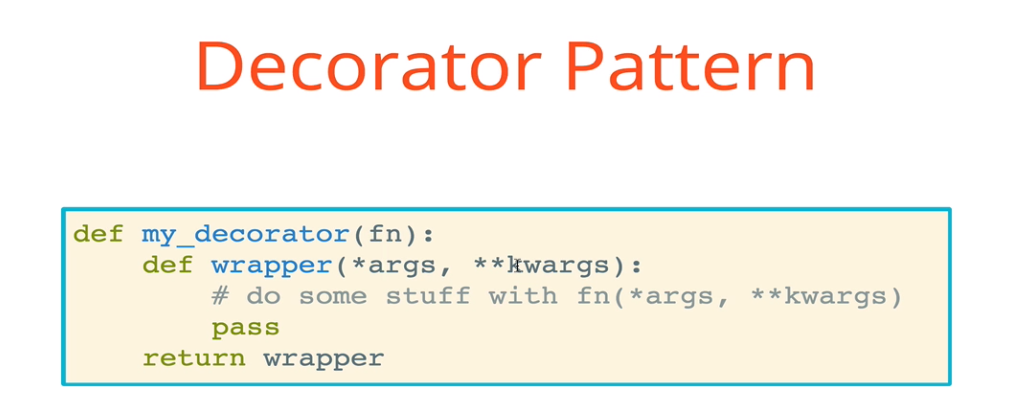 Decorator Pattern
def my_decorator(fn):
    def wrapper(*args, **kwargs):
        # do some stuff with fn(*args, **kwargs)
        pass
    return wrapper